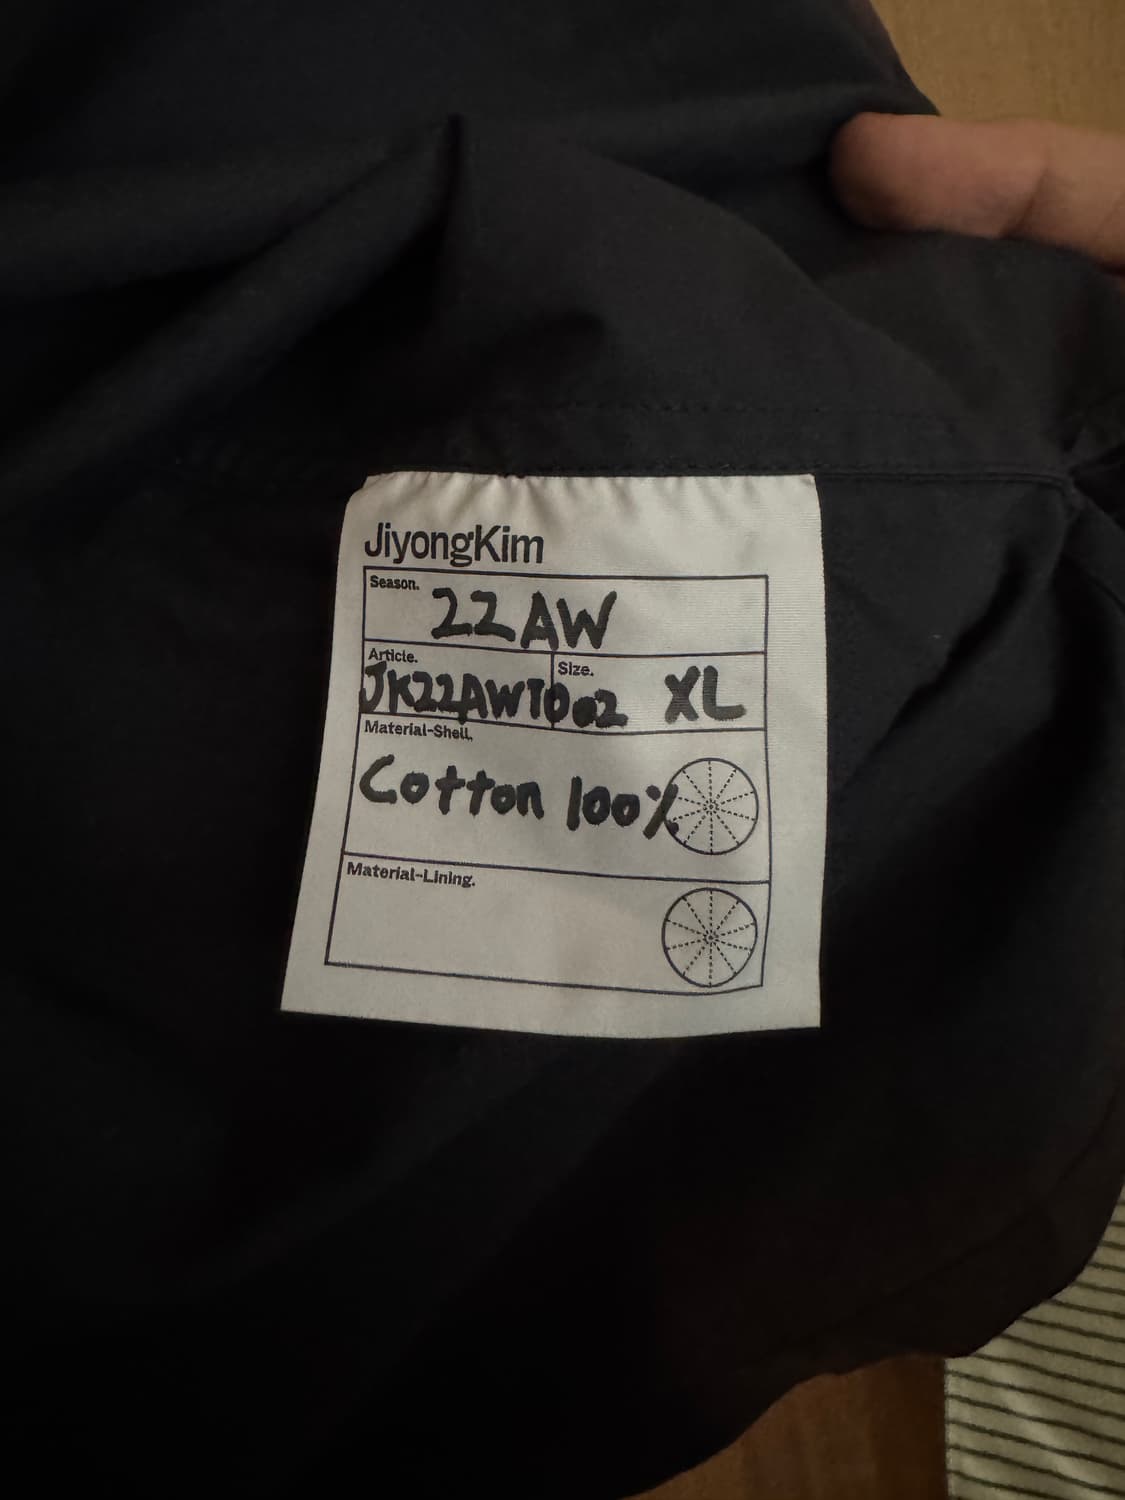 JiyongKim
Season.
22AW
Article.
Size.
JK22AWT002 XL
Material-Shell.
Cotton 100%
Material-Lining.